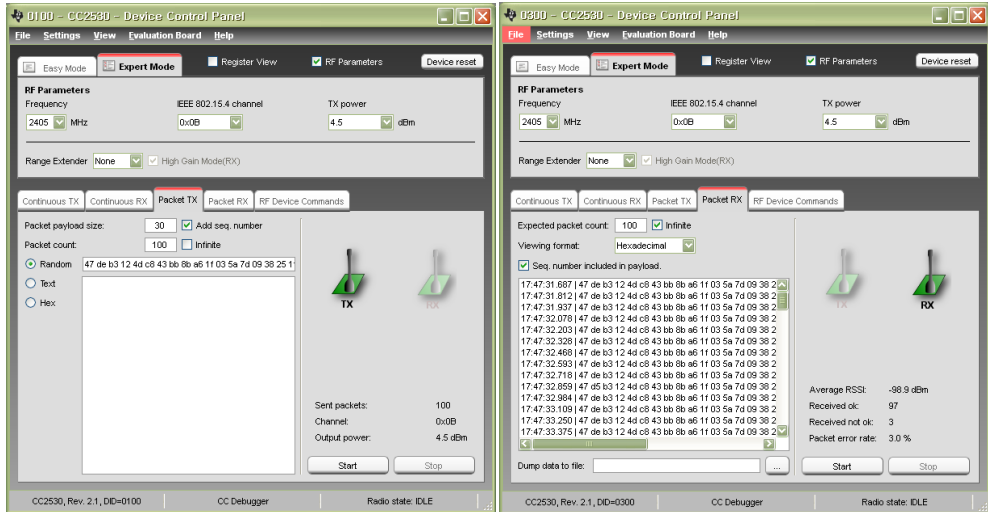 0100 - CC2530 - Device Control Panel
File Settings View Evaluation Board Help
Easy Mode Expert Mode Register View RF Parameters Device reset
RF Parameters
Frequency IEEE 802.15.4 channel TX power
2405 MHz 0x0B 4.5 dBm
Range Extender None High Gain Mode(RX)
Continuous TX Continuous RX Packet TX Packet RX RF Device Commands
Packet payload size: 30 Add seq. number
Packet count: 100 Infinite
Random 47 de b3 12 4d c8 43 bb 8b a6 1f 03 5a 7d 09 38 25 1
Text
Hex
TX RX
Sent packets: 100
Channel: 0x0B
Output power: 4.5 dBm
Start Stop
CC2530, Rev. 2.1, DID=0100 CC Debugger Radio state: IDLE
0300 - CC2530 - Device Control Panel
File Settings View Evaluation Board Help
Easy Mode Expert Mode Register View RF Parameters Device reset
RF Parameters
Frequency IEEE 802.15.4 channel TX power
2405 MHz 0x0B 4.5 dBm
Range Extender None High Gain Mode(RX)
Continuous TX Continuous RX Packet TX Packet RX RF Device Commands
Expected packet count: 100 Infinite
Viewing format: Hexadecimal
Seq. number included in payload.
17:47:31.687 | 47 de b3 12 4d c8 43 bb 8b a6 1f 03 5a 7d 09 38 2
17:47:31.812 | 47 de b3 12 4d c8 43 bb 8b a6 1f 03 5a 7d 09 38 2
17:47:31.937 | 47 de b3 12 4d c8 43 bb 8b a6 1f 03 5a 7d 09 38 2
17:47:32.078 | 47 de b3 12 4d c8 43 bb 8b a6 1f 03 5a 7d 09 38 2
17:47:32.203 | 47 de b3 12 4d c8 43 bb 8b a6 1f 03 5a 7d 09 38 2
17:47:32.328 | 47 de b3 12 4d c8 43 bb 8b a6 1f 03 5a 7d 09 38 2
17:47:32.468 | 47 de b3 12 4d c8 43 bb 8b a6 1f 03 5a 7d 09 38 2
17:47:32.593 | 47 de b3 12 4d c8 43 bb 8b a6 1f 03 5a 7d 09 38 2
17:47:32.718 | 47 de b3 12 4d c8 43 bb 8b a6 1f 03 5a 7d 09 38 2
17:47:32.859 | 47 d5 b3 12 4d c8 43 bb 8b a6 1f 03 5a 7d 09 38 2
17:47:32.984 | 47 de b3 12 4d c8 43 bb 8b a6 1f 03 5a 7d 09 38 2
17:47:33.109 | 47 de b3 12 4d c8 43 bb 8b a6 1f 03 5a 7d 09 38 2
17:47:33.250 | 47 de b3 12 4d c8 43 bb 8b a6 1f 03 5a 7d 09 38 2
17:47:33.375 | 47 de b3 12 4d c8 43 bb 8b a6 1f 03 5a 7d 09 38 2
TX RX
Average RSSI: -98.9 dBm
Received ok: 97
Received not ok: 3
Packet error rate: 3.0 %
Dump data to file: ... Start Stop
CC2530, Rev. 2.1, DID=0300 CC Debugger Radio state: IDLE